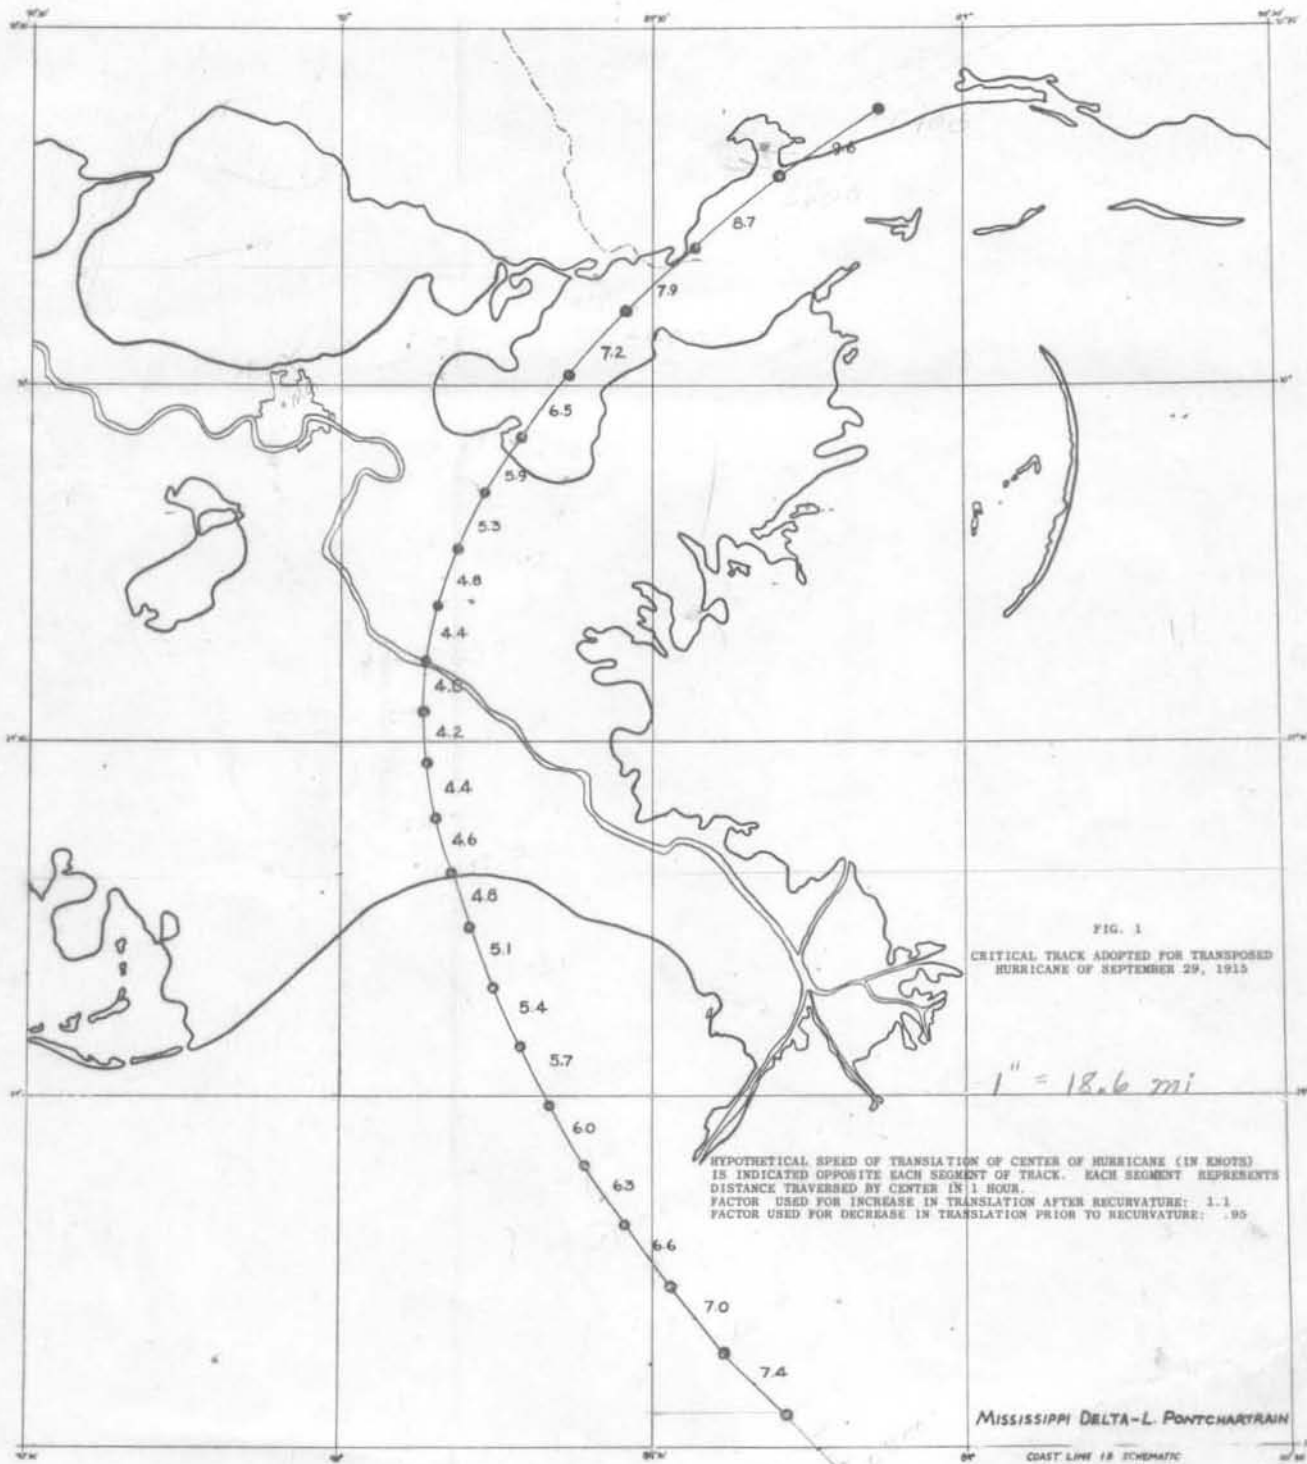 90°
30°
9.6
8.7
7.9
7.2
6.5
5.9
5.3
4.8
4.4
4.2
4.4
4.6
4.8
5.1
5.4
5.7
6.0
6.3
6.6
7.0
7.4
FIG. 1
CRITICAL TRACK ADOPTED FOR TRANSPOSED
HURRICANE OF SEPTEMBER 29, 1915
1" = 18.6 mi
HYPOTHETICAL SPEED OF TRANSLATION OF CENTER OF HURRICANE (IN KNOTS)
IS INDICATED OPPOSITE EACH SEGMENT OF TRACK. EACH SEGMENT REPRESENTS
DISTANCE TRAVERSED BY CENTER IN 1 HOUR.
FACTOR USED FOR INCREASE IN TRANSLATION AFTER RECURVATURE: 1.1
FACTOR USED FOR DECREASE IN TRANSLATION PRIOR TO RECURVATURE: .95
MISSISSIPPI DELTA-L. PONTCHARTRAIN
COAST LINE IS SCHEMATIC